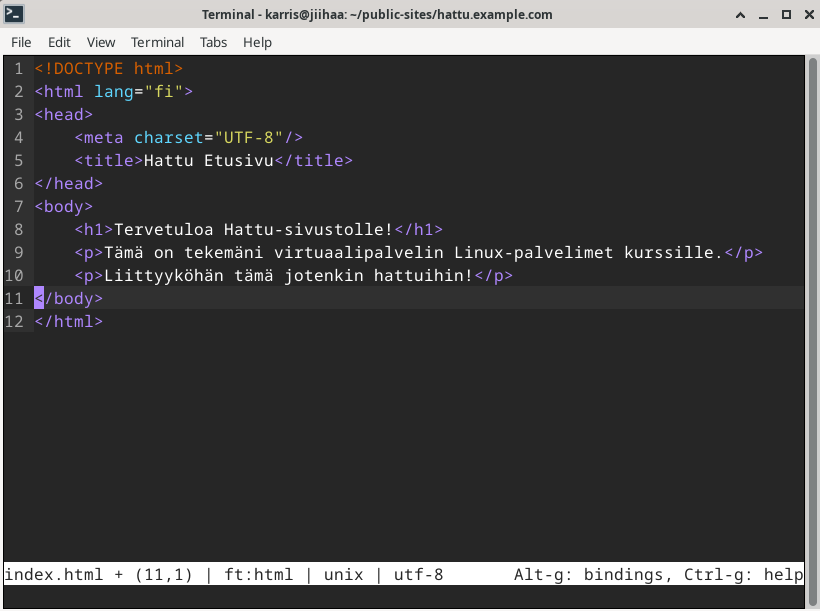 Terminal - karris@jiihaa: ~/public-sites/hattu.example.com
File Edit View Terminal Tabs Help
1 <!DOCTYPE html>
2 <html lang="fi">
3 <head>
4     <meta charset="UTF-8"/>
5     <title>Hattu Etusivu</title>
6 </head>
7 <body>
8     <h1>Tervetuloa Hattu-sivustolle!</h1>
9     <p>Tämä on tekemäni virtuaalipalvelin Linux-palvelimet kurssille.</p>
10     <p>Liittyyköhän tämä jotenkin hattuihin!</p>
11 </body>
12 </html>
index.html + (11,1) | ft:html | unix | utf-8 Alt-g: bindings, Ctrl-g: help